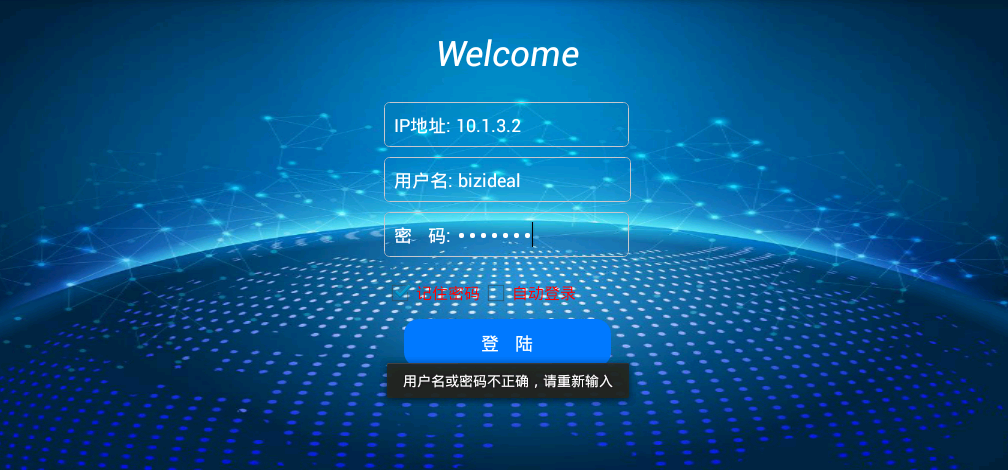 Welcome
IP地址: 10.1.3.2
用户名: bizideal
密 码: •••••••
记住密码 自动登录
登 陆
用户名或密码不正确，请重新输入